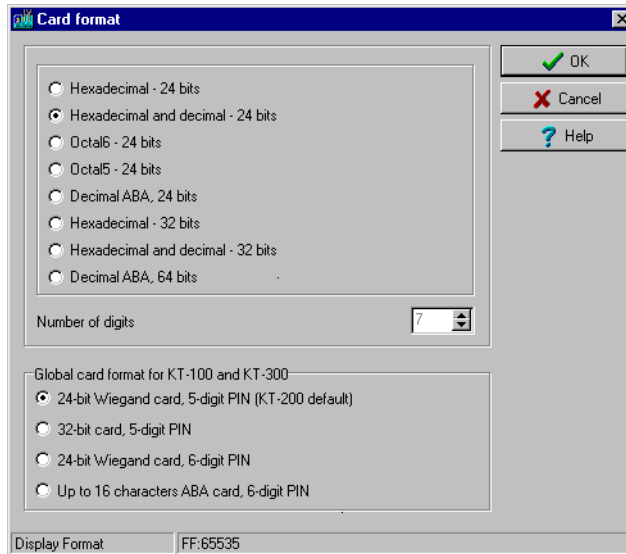 Card format
Hexadecimal - 24 bits
Hexadecimal and decimal - 24 bits
Octal6 - 24 bits
Octal5 - 24 bits
Decimal ABA, 24 bits
Hexadecimal - 32 bits
Hexadecimal and decimal - 32 bits
Decimal ABA, 64 bits
Number of digits 7
Global card format for KT-100 and KT-300
24-bit Wiegand card, 5-digit PIN (KT-200 default)
32-bit card, 5-digit PIN
24-bit Wiegand card, 6-digit PIN
Up to 16 characters ABA card, 6-digit PIN
OK
Cancel
Help
Display Format FF:65535